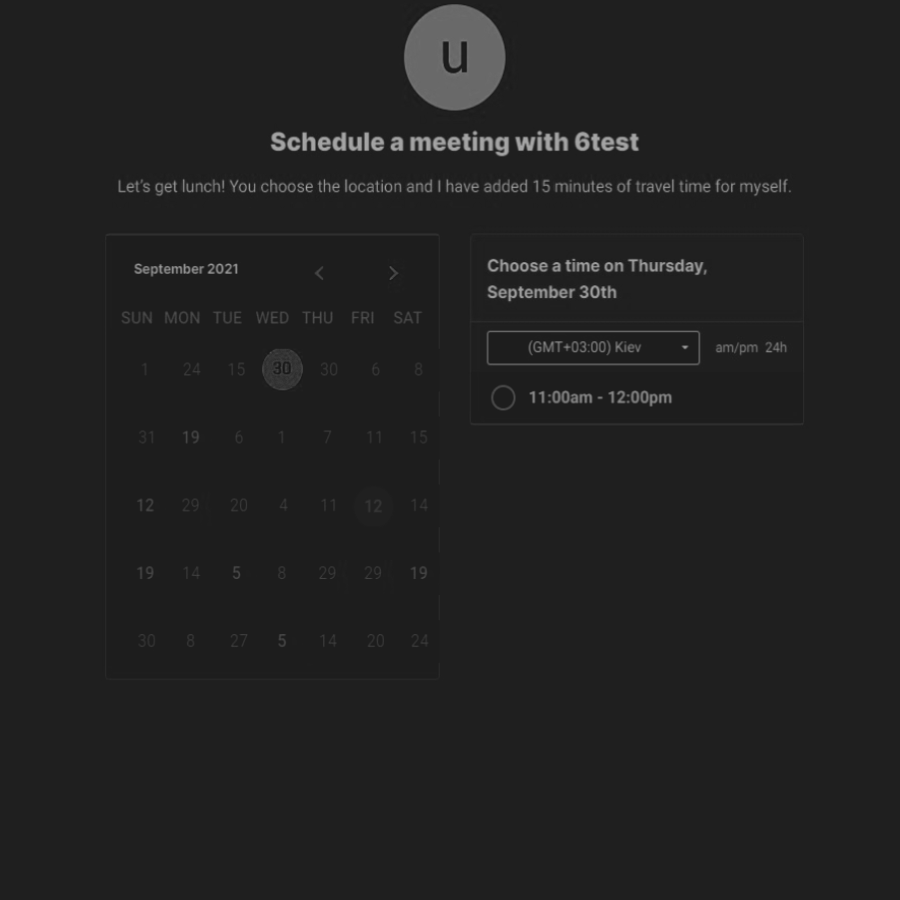 u
Schedule a meeting with 6test
Let's get lunch! You choose the location and I have added 15 minutes of travel time for myself.
September 2021
SUN MON TUE WED THU FRI SAT
1 24 15 30 30 6 8
31 19 6 1 7 11 15
12 29 20 4 11 12 14
19 14 5 8 29 29 19
30 8 27 5 14 20 24
Choose a time on Thursday,
September 30th
(GMT+03:00) Kiev am/pm 24h
11:00am - 12:00pm